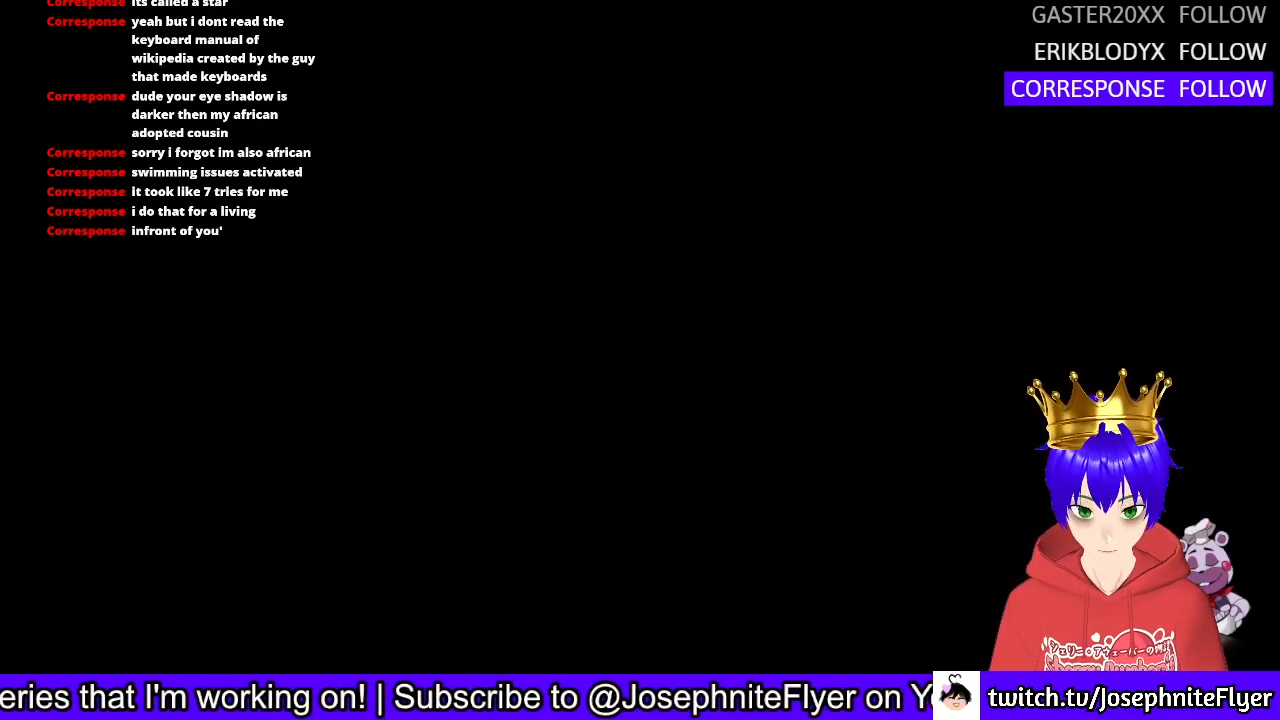 Corresponse its called a star
Corresponse yeah but i dont read the
keyboard manual of
wikipedia created by the guy
that made keyboards
Corresponse dude your eye shadow is
darker then my african
adopted cousin
Corresponse sorry i forgot im also african
Corresponse swimming issues activated
Corresponse it took like 7 tries for me
Corresponse i do that for a living
Corresponse infront of you'
GASTER20XX FOLLOW
ERIKBLODYX FOLLOW
CORRESPONSE FOLLOW
eries that I'm working on! | Subscribe to @JosephniteFlyer on Y
twitch.tv/JosephniteFlyer